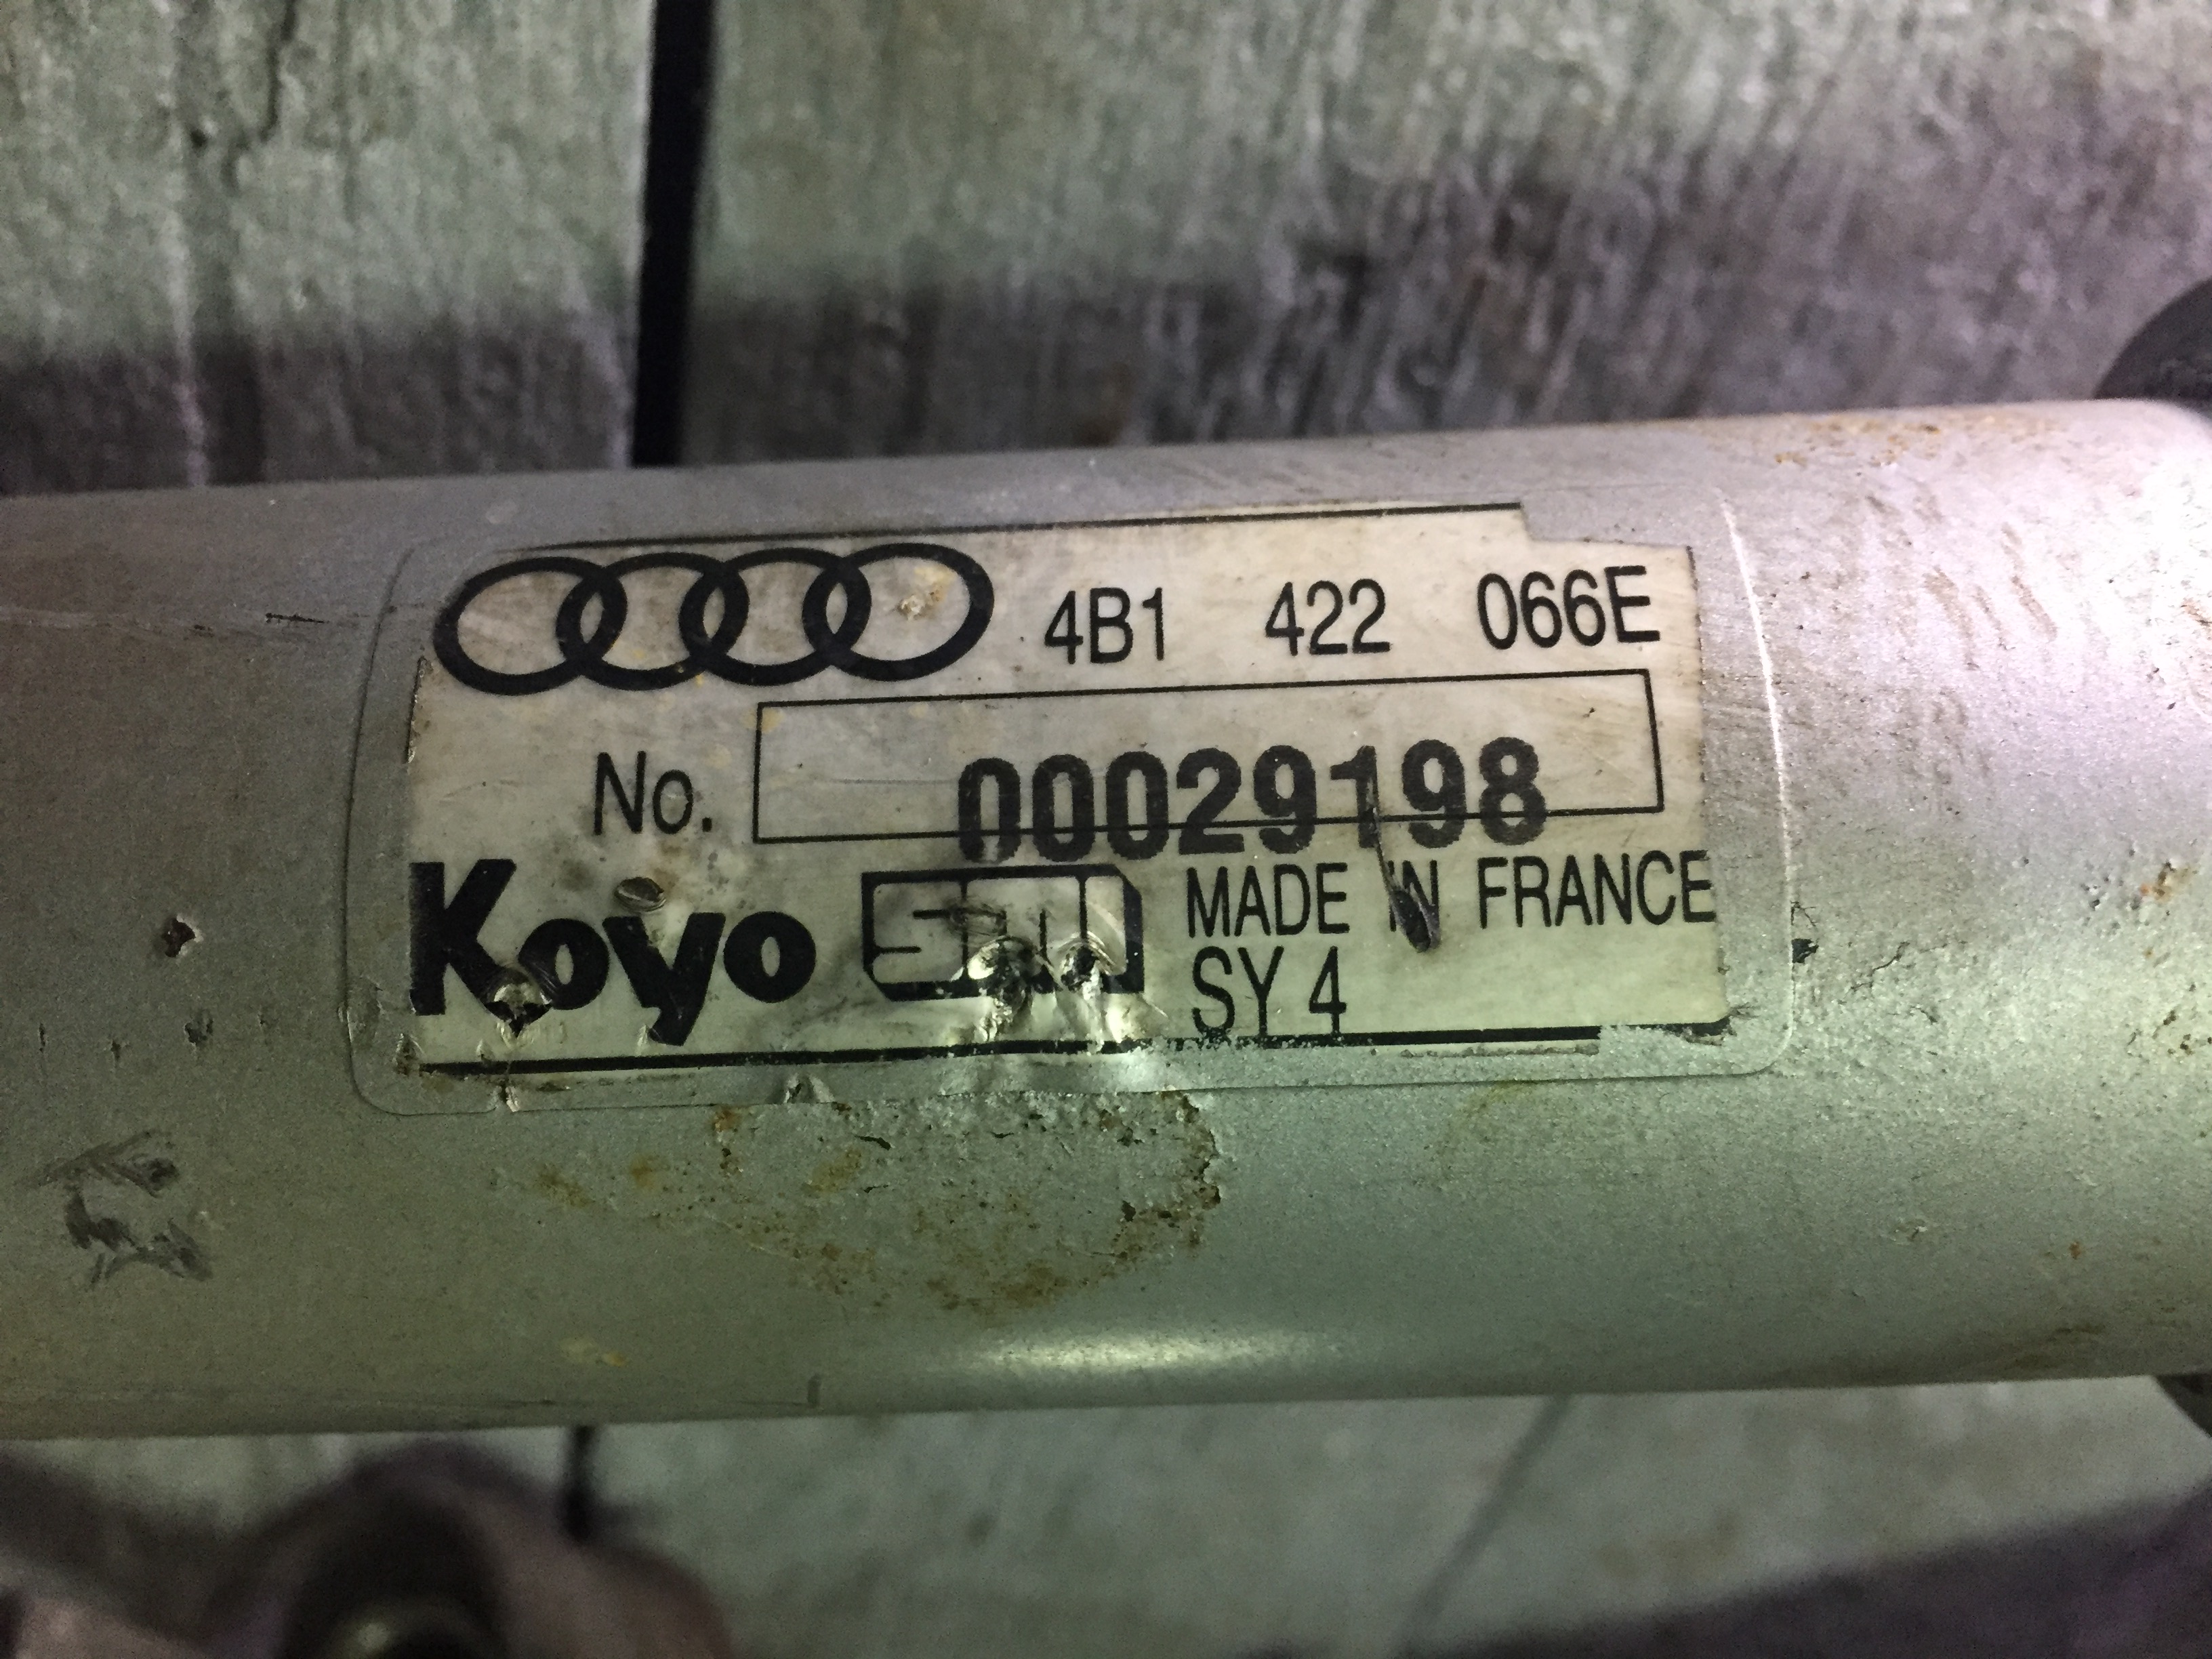 4B1 422 066E
No. 00029198
Koyo MADE IN FRANCE
SY 4